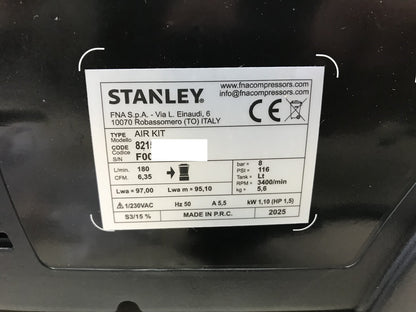 STANLEY
www.fnacompressors.com
info@fnacompressors.com
CE
FNA S.p.A. - Via L. Einaudi, 6
10070 Robassomero (TO) ITALY
TYPE AIR KIT
Modello
CODE 8215
Codice
S/N F00
L/min. 180
CFM. 6,35
bar = 8
PSI = 116
Tank = Lt
RPM = 3400/min
kg = 5,6
Lwa = 97,00 Lwa m = 95,10
1/230VAC Hz 50 A 5,5 kW 1,10 (HP 1,5)
S3/15 % MADE IN P.R.C. 2025